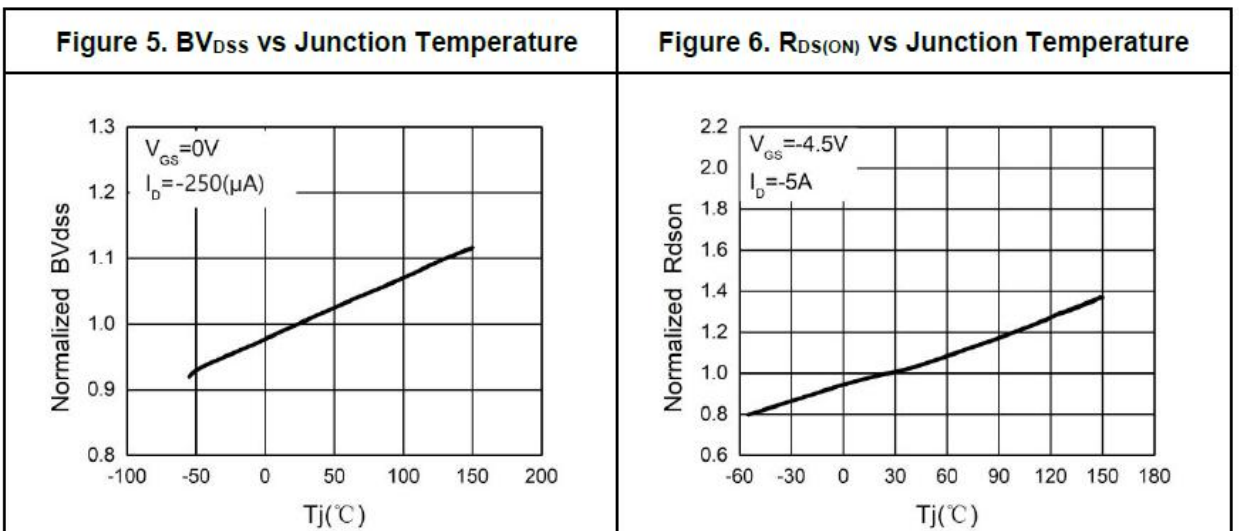 Figure 5. BVDSS vs Junction Temperature
Figure 6. RDS(ON) vs Junction Temperature
1.3
1.2
1.1
1.0
0.9
0.8
Normalized BVdss
VGS=0V
ID=-250(μA)
-100 -50 0 50 100 150 200
Tj(℃)
2.2
2.0
1.8
1.6
1.4
1.2
1.0
0.8
0.6
Normalized Rdson
VGS=-4.5V
ID=-5A
-60 -30 0 30 60 90 120 150 180
Tj(℃)